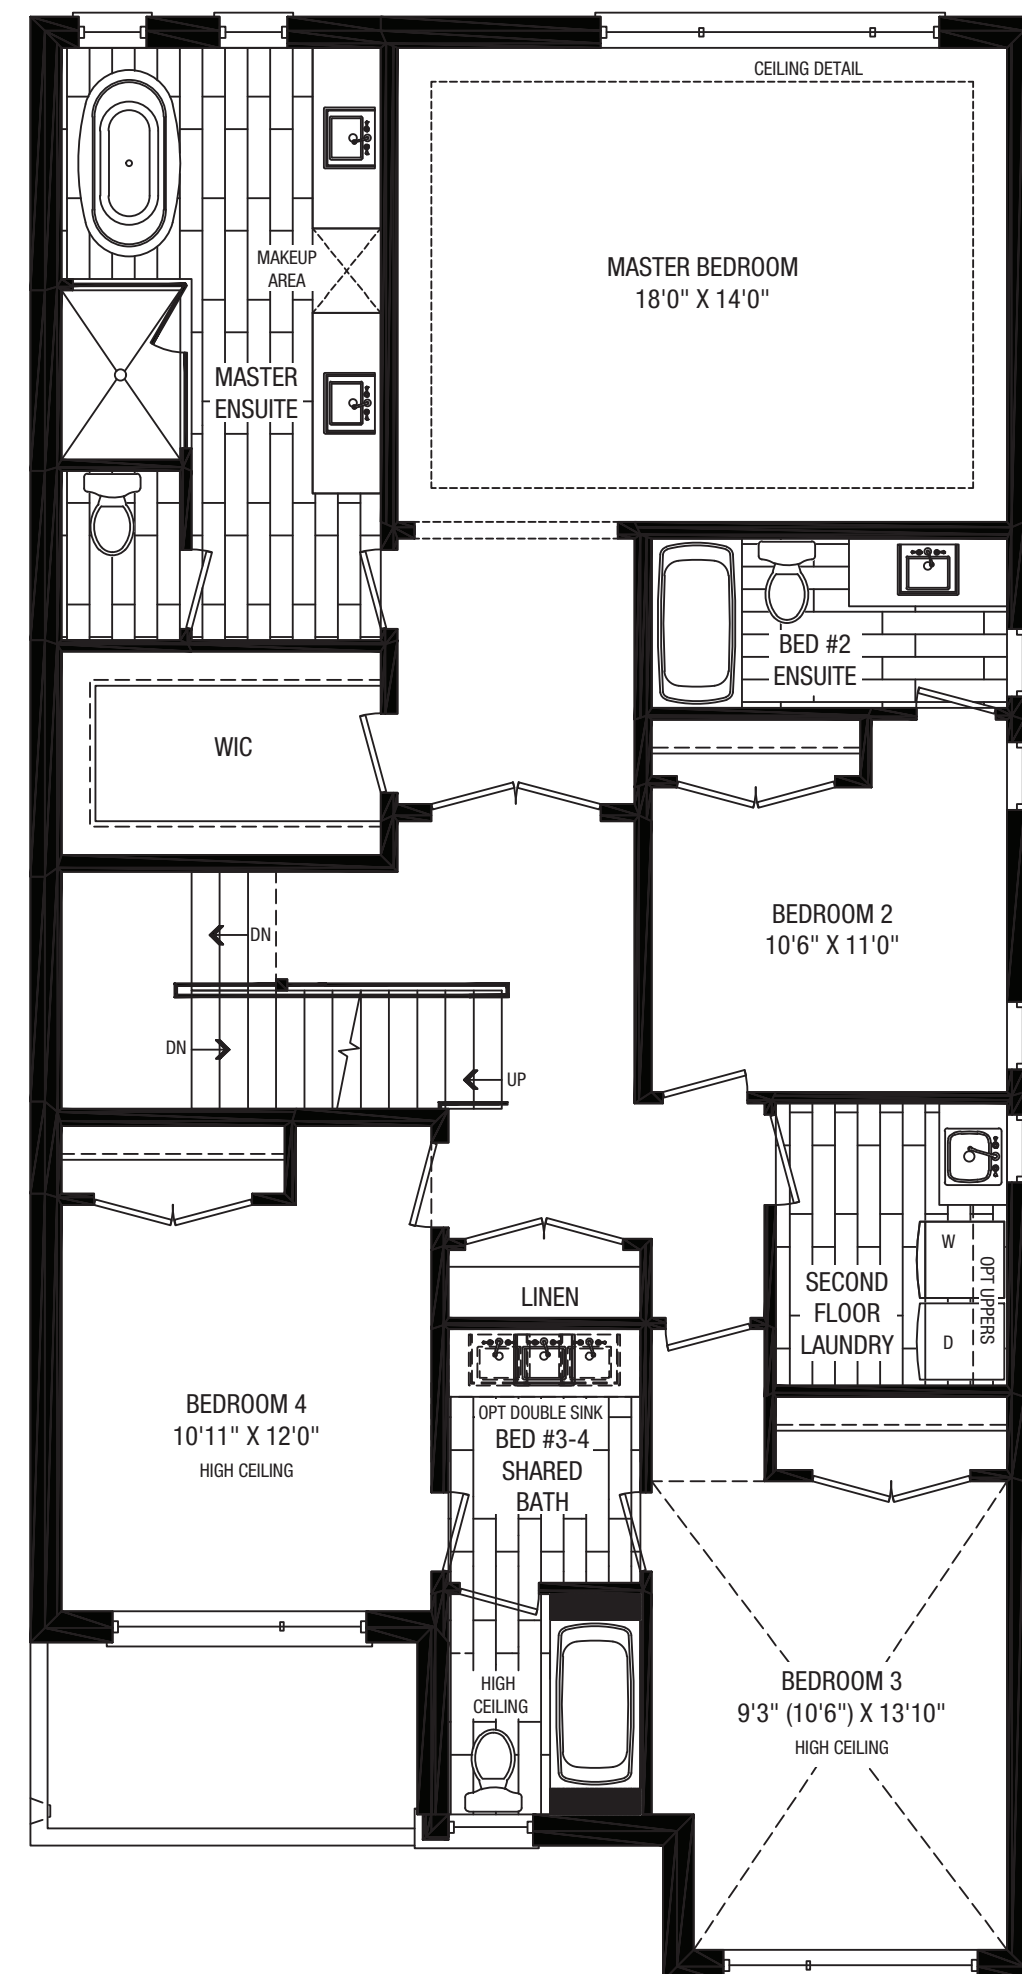 CEILING DETAIL
MAKEUP
AREA
MASTER BEDROOM
18'0" X 14'0"
MASTER
ENSUITE
BED #2
ENSUITE
WIC
BEDROOM 2
10'6" X 11'0"
DN
DN
UP
W
D
OPT UPPERS
SECOND
FLOOR
LAUNDRY
LINEN
BEDROOM 4
10'11" X 12'0"
HIGH CEILING
OPT DOUBLE SINK
BED #3-4
SHARED
BATH
HIGH
CEILING
BEDROOM 3
9'3" (10'6") X 13'10"
HIGH CEILING